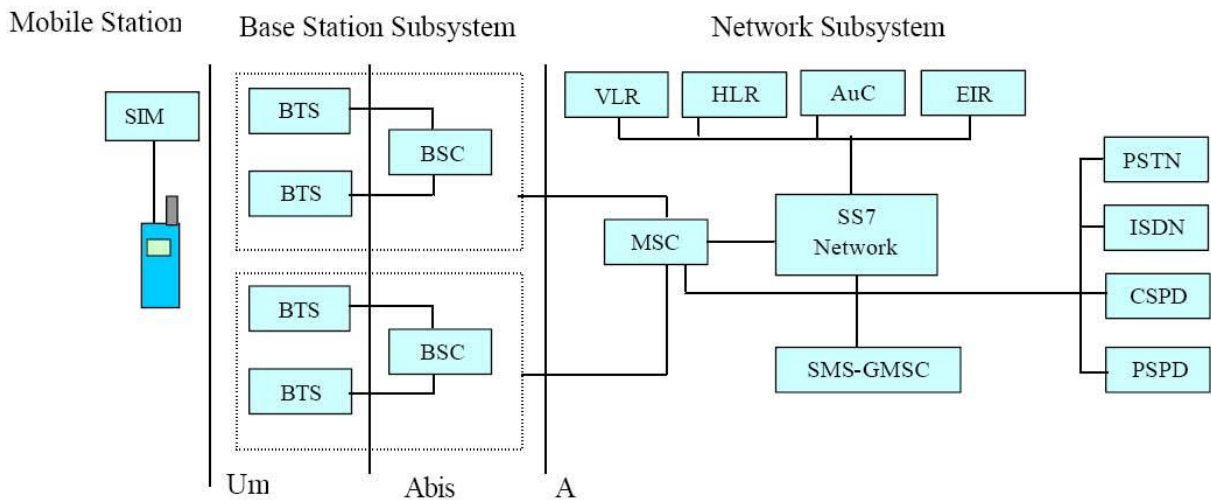 Mobile Station
Base Station Subsystem
Network Subsystem
SIM
BTS
BSC
BTS
VLR
HLR
AuC
EIR
PSTN
MSC
SS7
Network
ISDN
BTS
BSC
BTS
CSPD
SMS-GMSC
PSPD
Um
Abis
A